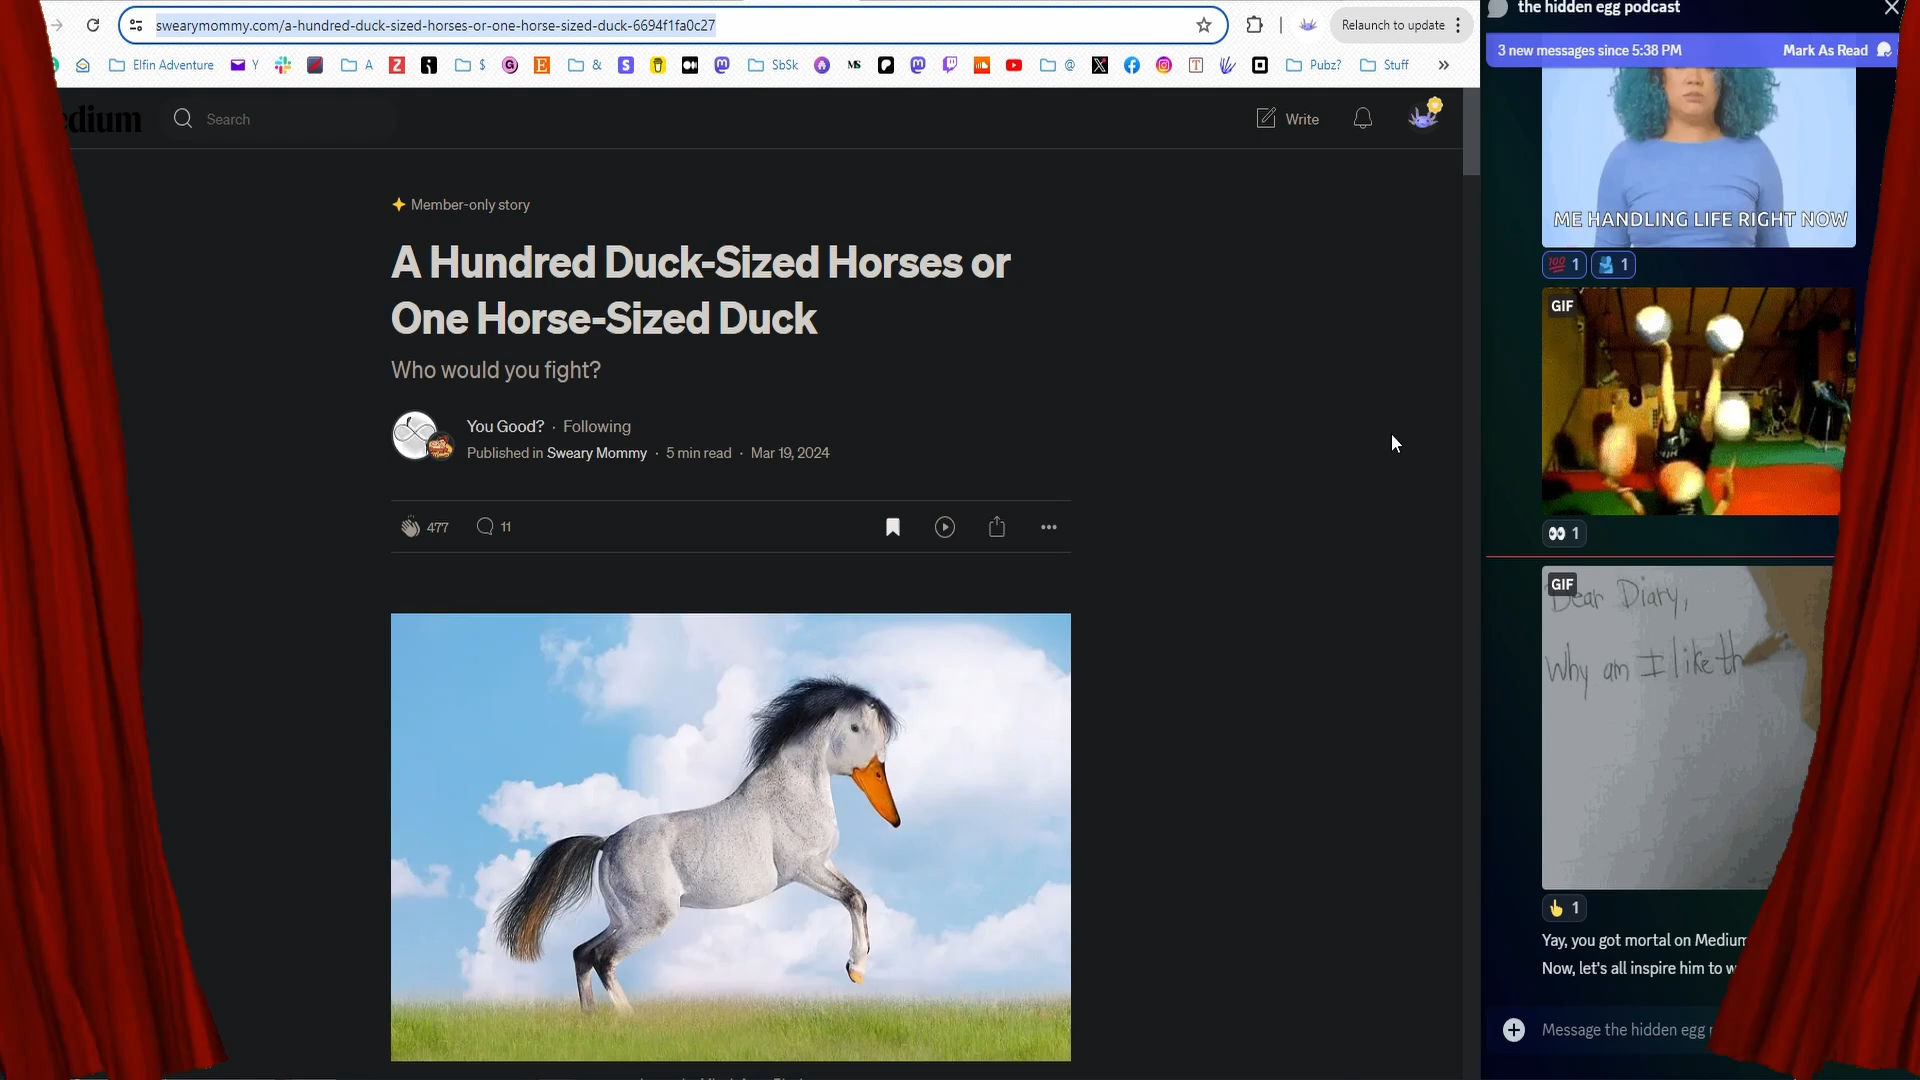 swearymommy.com/a-hundred-duck-sized-horses-or-one-horse-sized-duck-6694f1fa0c27
Relaunch to update
Elfin Adventure
Y
A
$
&
SbSk
@
Pubz?
Stuff
edium
Search
Write
Member-only story
A Hundred Duck-Sized Horses or
One Horse-Sized Duck
Who would you fight?
You Good? · Following
Published in Sweary Mommy · 5 min read · Mar 19, 2024
477
11
the hidden egg podcast
3 new messages since 5:38 PM
Mark As Read
ME HANDLING LIFE RIGHT NOW
1
1
GIF
1
GIF
Dear Diary,
Why am I like th
1
Yay, you got mortal on Medium
Now, let's all inspire him to w
Message the hidden egg